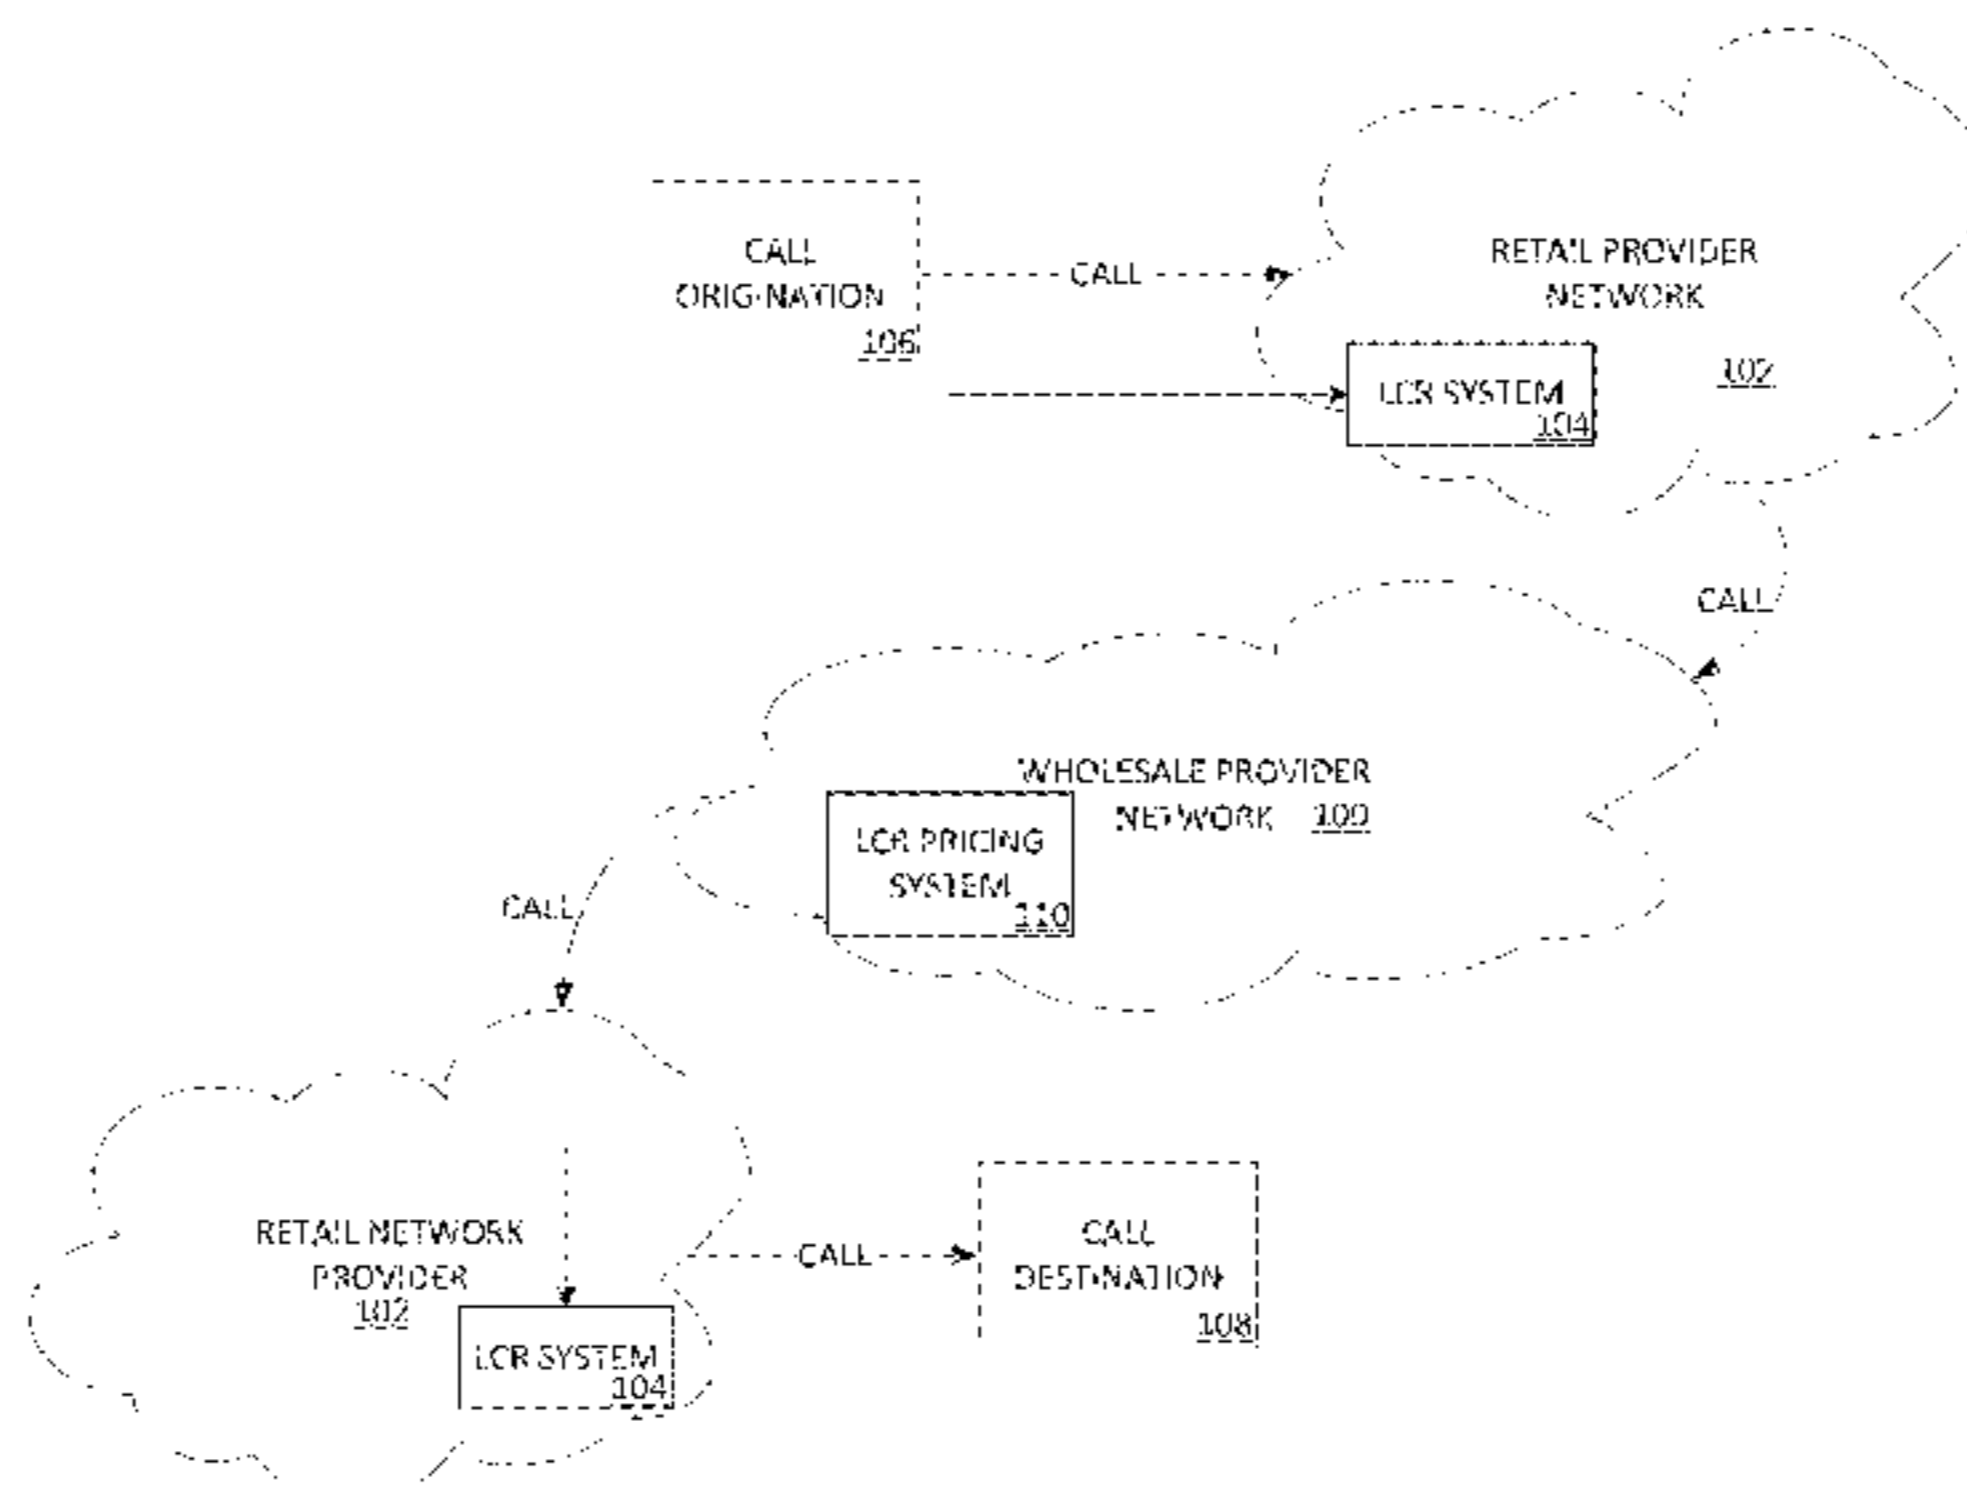 CALL
ORIGINATION
106
CALL
RETAIL PROVIDER
NETWORK
102
LCR SYSTEM
104
CALL
WHOLESALE PROVIDER
NETWORK 100
LCR PRICING
SYSTEM
110
CALL
RETAIL NETWORK
PROVIDER
102
LCR SYSTEM
104
CALL
CALL
DESTINATION
108